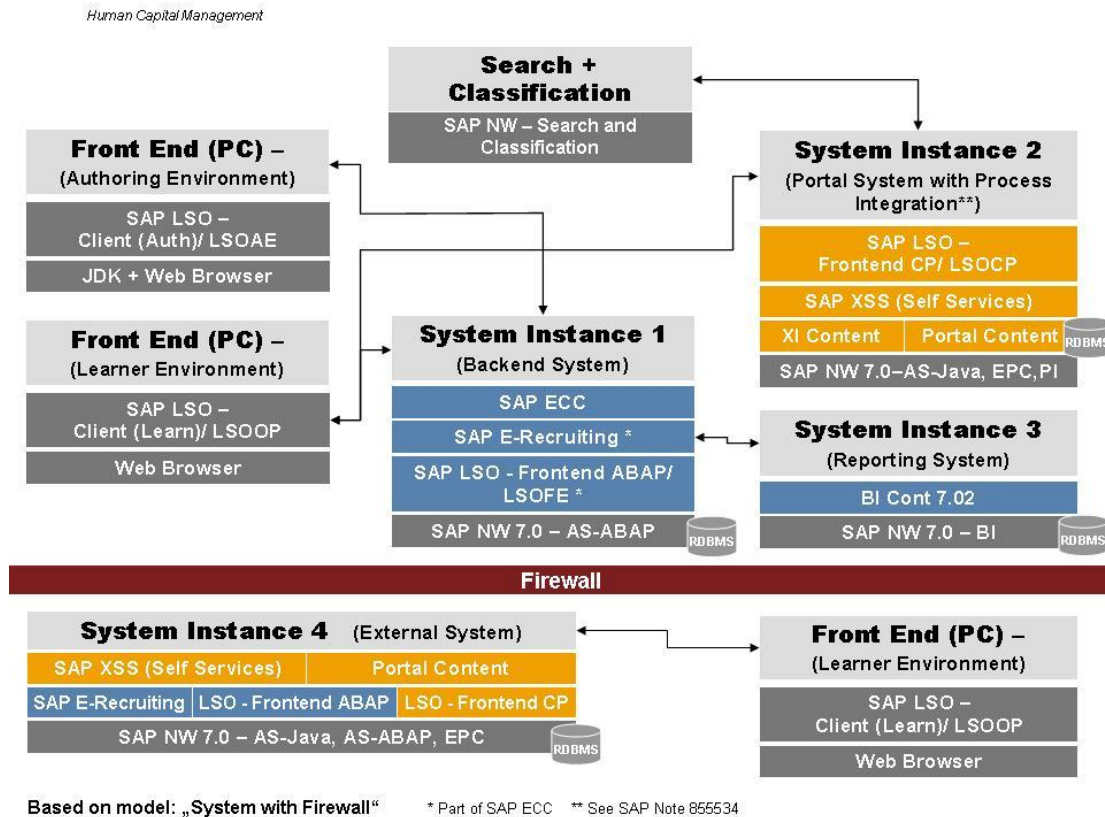 Human Capital Management
Search +
Classification
SAP NW – Search and
Classification
Front End (PC) –
(Authoring Environment)
SAP LSO –
Client (Auth)/ LSOAE
JDK + Web Browser
System Instance 2
(Portal System with Process
Integration**)
SAP LSO –
Frontend CP/ LSOCP
SAP XSS (Self Services)
XI Content
Portal Content
RDBMS
SAP NW 7.0–AS-Java, EPC,PI
Front End (PC) –
(Learner Environment)
SAP LSO –
Client (Learn)/ LSOOP
Web Browser
System Instance 1
(Backend System)
SAP ECC
SAP E-Recruiting *
SAP LSO - Frontend ABAP/
LSOFE *
SAP NW 7.0 – AS-ABAP
RDBMS
System Instance 3
(Reporting System)
BI Cont 7.02
SAP NW 7.0 – BI
RDBMS
Firewall
System Instance 4 (External System)
SAP XSS (Self Services)
Portal Content
SAP E-Recruiting
LSO - Frontend ABAP
LSO - Frontend CP
SAP NW 7.0 – AS-Java, AS-ABAP, EPC
RDBMS
Front End (PC) –
(Learner Environment)
SAP LSO –
Client (Learn)/ LSOOP
Web Browser
Based on model: „System with Firewall“ * Part of SAP ECC ** See SAP Note 855534